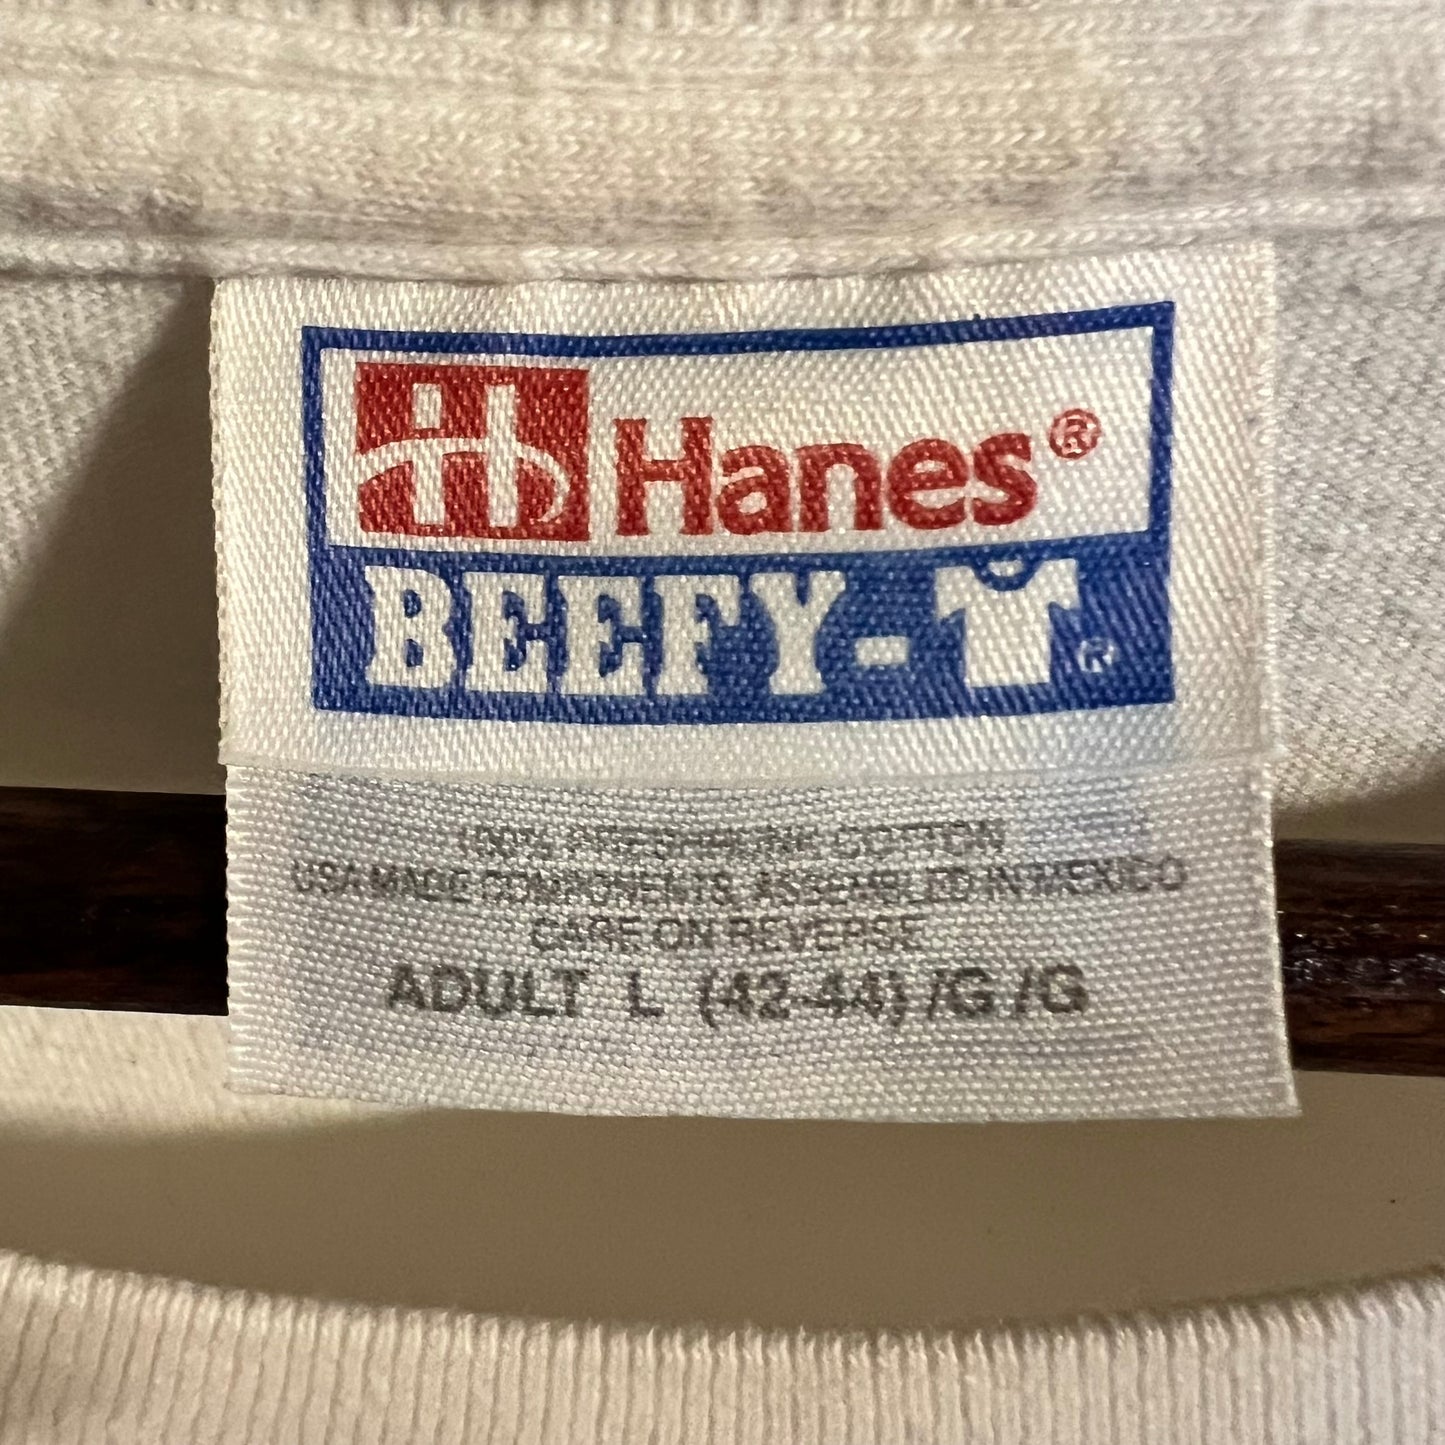 Hanes®
BEEFY-T®
100% PRESHRUNK COTTON
USA MADE COMPONENTS, ASSEMBLED IN MEXICO
CARE ON REVERSE
ADULT L (42-44) /G /G